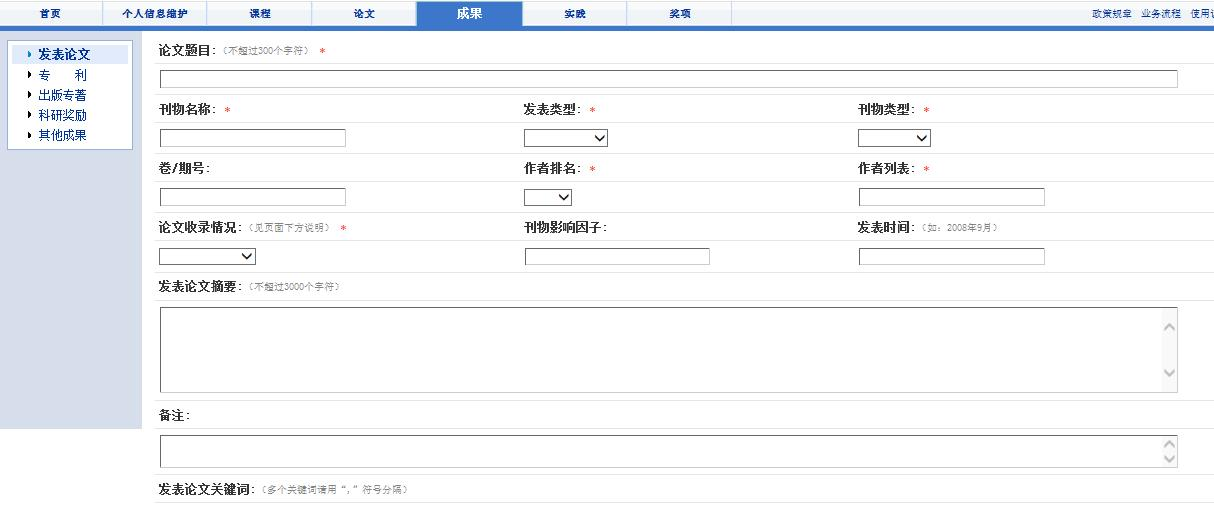 首页 个人信息维护 课程 论文 成果 实践 奖项 政策规章 业务流程
发表论文
专 利
出版专著
科研奖励
其他成果
论文题目：（不超过300个字符） *
刊物名称： * 发表类型： * 刊物类型： *
卷/期号： 作者排名： * 作者列表： *
论文收录情况：（见页面下方说明） * 刊物影响因子： 发表时间：（如：2008年9月）
发表论文摘要：（不超过3000个字符）
备注：
发表论文关键词：（多个关键词请用“，”符号分隔）